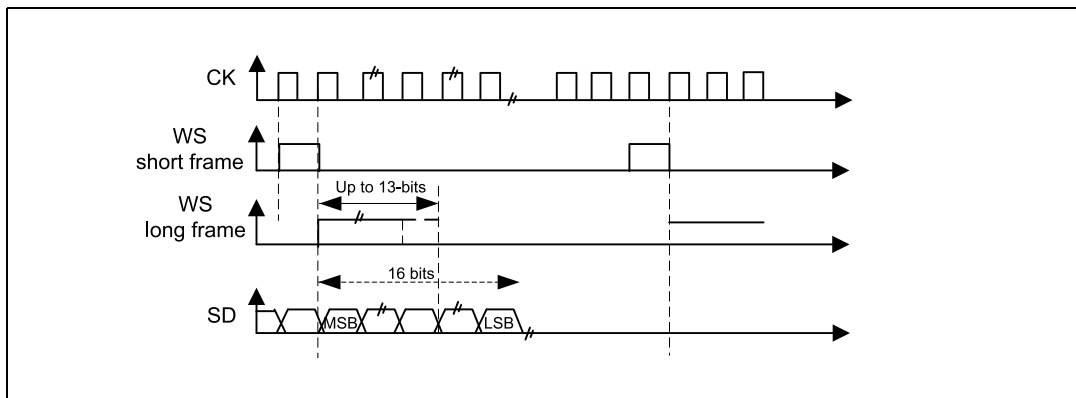 CK
WS
short frame
Up to 13-bits
WS
long frame
16 bits
SD
MSB
LSB